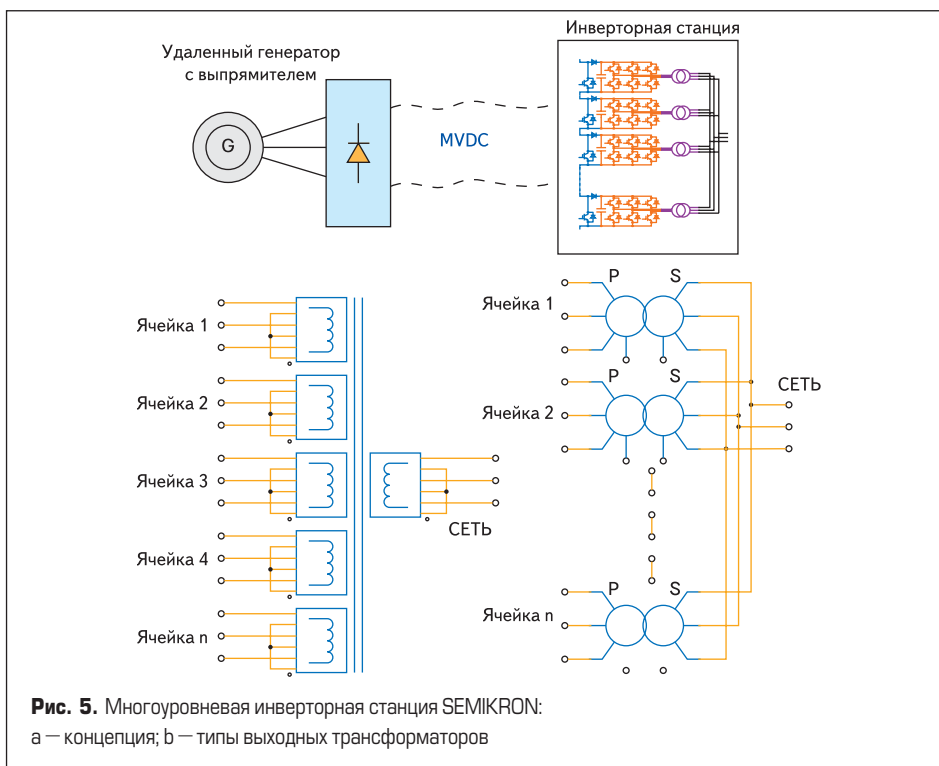 Инверторная станция
Удаленный генератор
с выпрямителем
G
MVDC
Ячейка 1
Ячейка 2
Ячейка 3
Ячейка 4
Ячейка n
СЕТЬ
P S
Ячейка 1
P S
Ячейка 2
СЕТЬ
P S
Ячейка n
Рис. 5. Многоуровневая инверторная станция SEMIKRON:
a — концепция; b — типы выходных трансформаторов